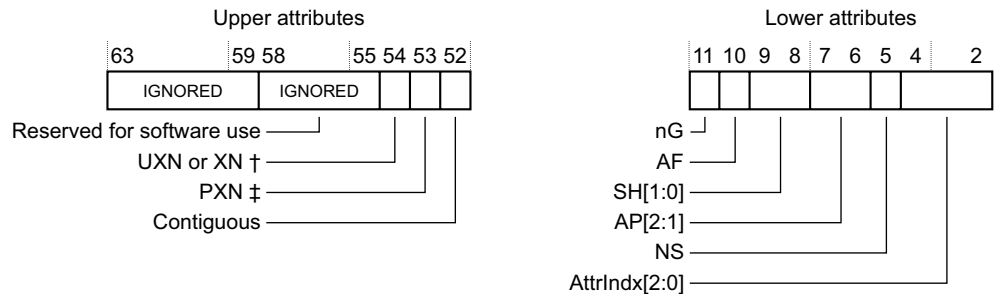 Upper attributes
63 59 58 55 54 53 52
IGNORED IGNORED
Reserved for software use
UXN or XN †
PXN ‡
Contiguous
Lower attributes
11 10 9 8 7 6 5 4 2
nG
AF
SH[1:0]
AP[2:1]
NS
AttrIndx[2:0]